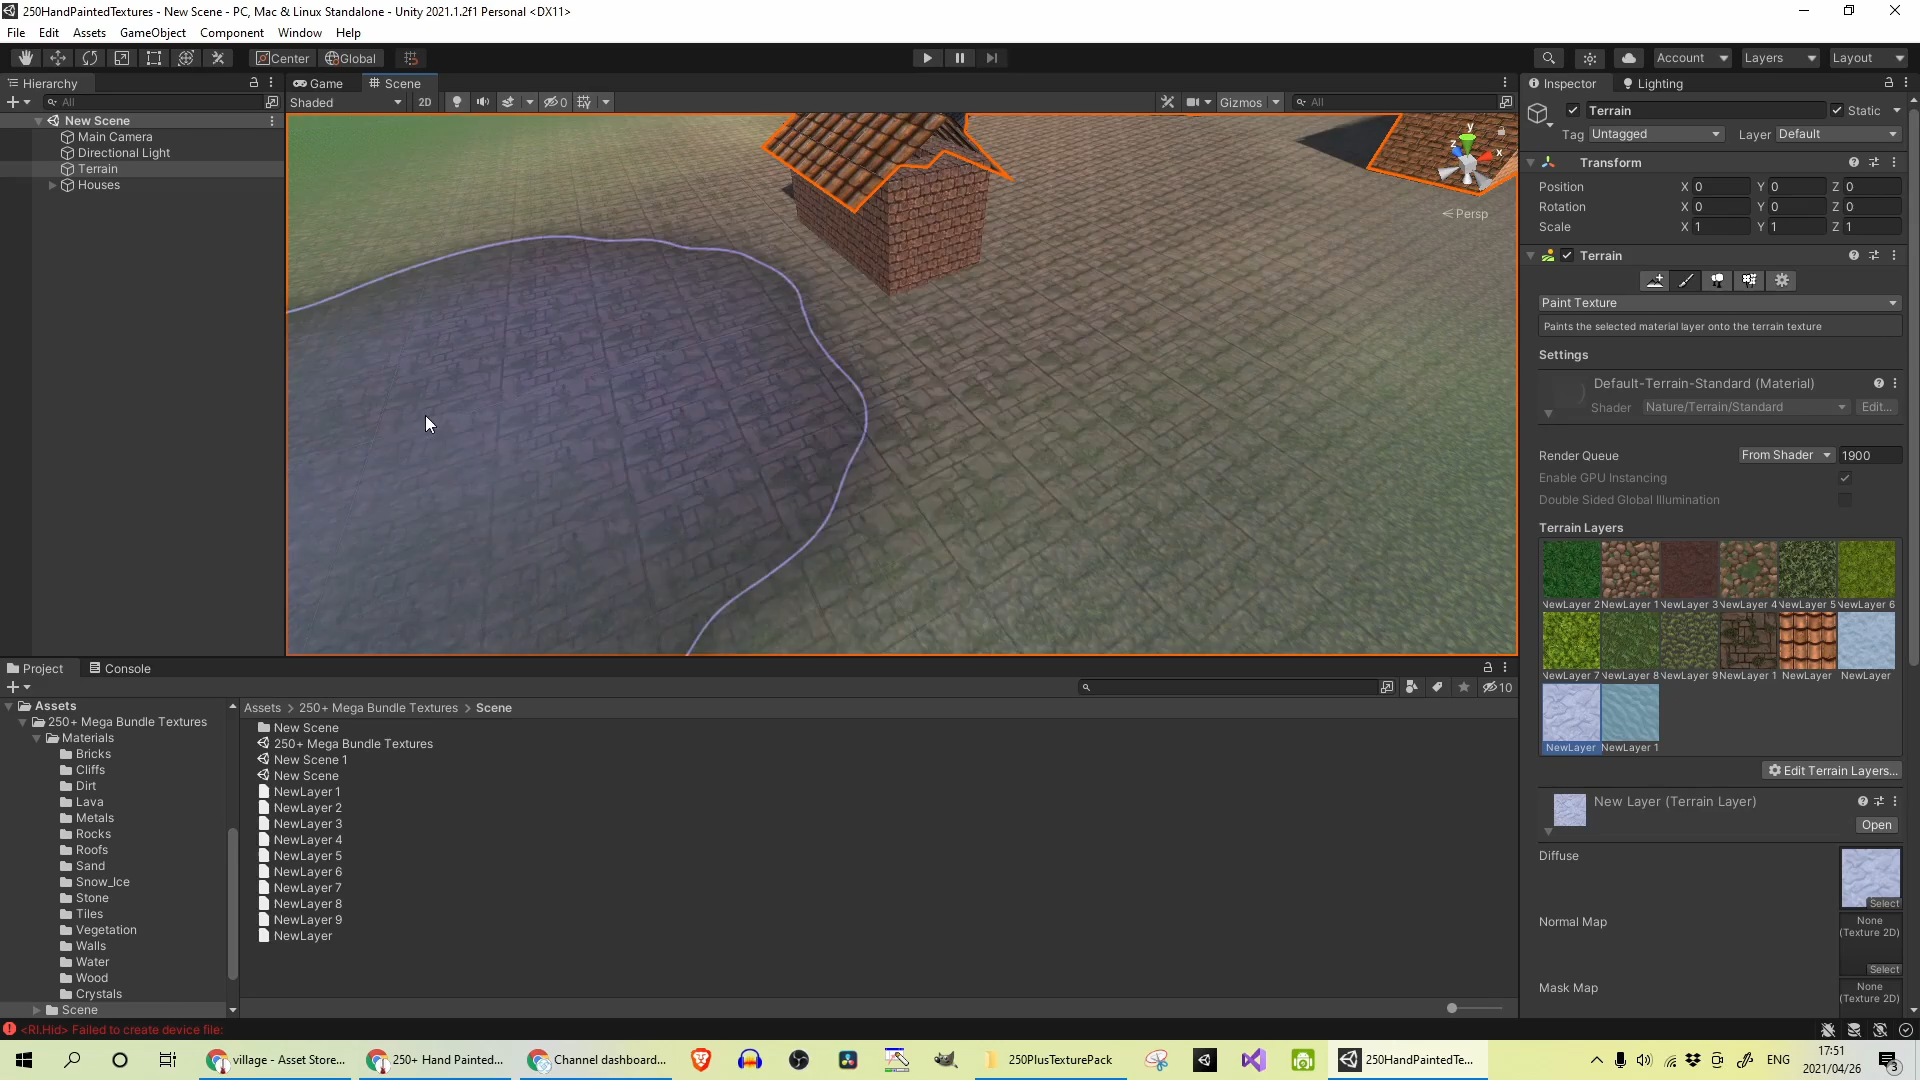 250HandPaintedTextures - New Scene - PC, Mac & Linux Standalone - Unity 2021.1.2f1 Personal <DX11>
File Edit Assets GameObject Component Window Help
Center Global Account Layers Layout
Hierarchy Game Scene Inspector Lighting
All Shaded 2D 0 Gizmos All
New Scene
Main Camera
Directional Light
Terrain
Houses
y
z x
Persp
Terrain Static
Tag Untagged Layer Default
Transform
Position X 0 Y 0 Z 0
Rotation X 0 Y 0 Z 0
Scale X 1 Y 1 Z 1
Terrain
Paint Texture
Paints the selected material layer onto the terrain texture
Settings
Default-Terrain-Standard (Material)
Shader Nature/Terrain/Standard Edit...
Render Queue From Shader 1900
Enable GPU Instancing
Double Sided Global Illumination
Terrain Layers
NewLayer 2 NewLayer 1 NewLayer 3 NewLayer 4 NewLayer 5 NewLayer 6
NewLayer 7 NewLayer 8 NewLayer 9 NewLayer 1 NewLayer NewLayer
NewLayer NewLayer 1
Edit Terrain Layers...
New Layer (Terrain Layer)
Open
Diffuse
Select
Normal Map
None
(Texture 2D)
Select
Mask Map
None
(Texture 2D)
Project Console
10
Assets
250+ Mega Bundle Textures
Materials
Bricks
Cliffs
Dirt
Lava
Metals
Rocks
Roofs
Sand
Snow_Ice
Stone
Tiles
Vegetation
Walls
Water
Wood
Crystals
Scene
Assets > 250+ Mega Bundle Textures > Scene
New Scene
250+ Mega Bundle Textures
New Scene 1
New Scene
NewLayer 1
NewLayer 2
NewLayer 3
NewLayer 4
NewLayer 5
NewLayer 6
NewLayer 7
NewLayer 8
NewLayer 9
NewLayer
<RI.Hid> Failed to create device file:
village - Asset Store... 250+ Hand Painted... Channel dashboard... 250PlusTexturePack 250HandPaintedTe... ENG
17:51
2021/04/26
3